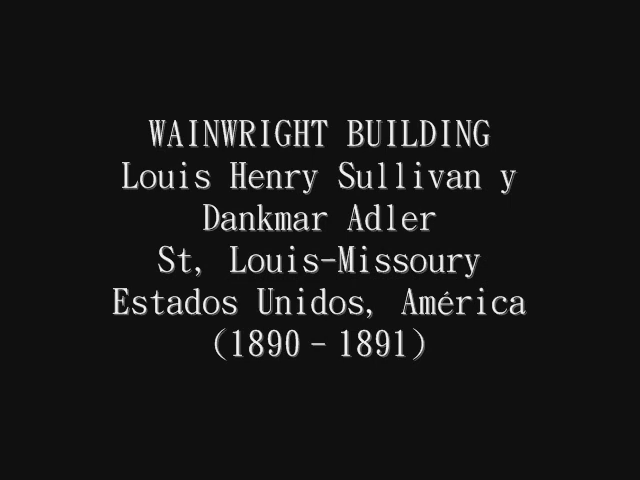 WAINWRIGHT BUILDING
Louis Henry Sullivan y
Dankmar Adler
St, Louis-Missoury
Estados Unidos, América
(1890 - 1891)